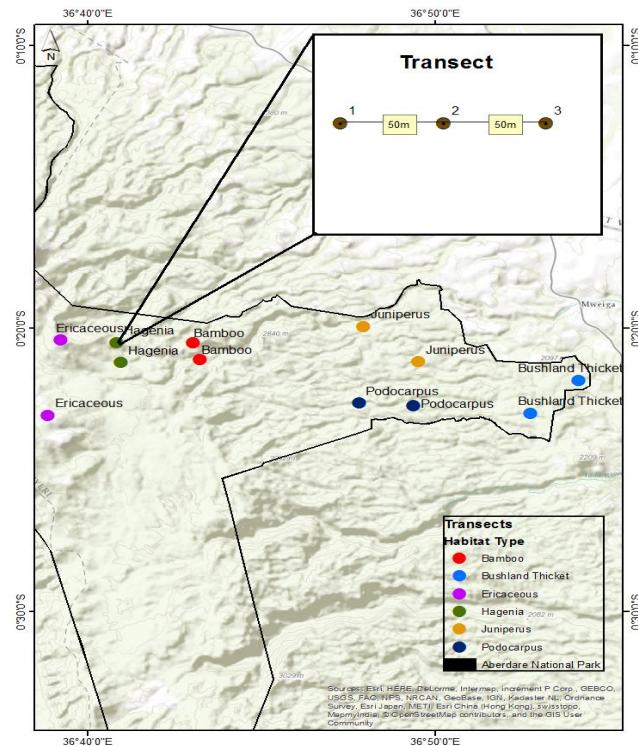 36°40'0"E
36°50'0"E
0°10'0"S
0°10'0"S
N
Transect
1
2
3
50m
50m
Mweiga
0°20'0"S
0°20'0"S
Ericaceous
Hagenia
Bamboo
2840 m
Juniperus
Hagenia
Bamboo
Juniperus
Bushland Thicket
Ericaceous
Podocarpus
Podocarpus
Bushland Thicket
2209 m
Transects
Habitat Type
Bamboo
Bushland Thicket
Ericaceous
Hagenia
Juniperus
Podocarpus
Aberdare National Park
0°30'0"S
0°30'0"S
2082 m
3029 m
Sources: Esri, HERE, DeLorme, Intermap, increment P Corp., GEBCO,
USGS, FAO, NPS, NRCAN, GeoBase, IGN, Kadaster NL, Ordnance
Survey, Esri Japan, METI, Esri China (Hong Kong), swisstopo,
MapmyIndia, © OpenStreetMap contributors, and the GIS User
Community
36°40'0"E
36°50'0"E